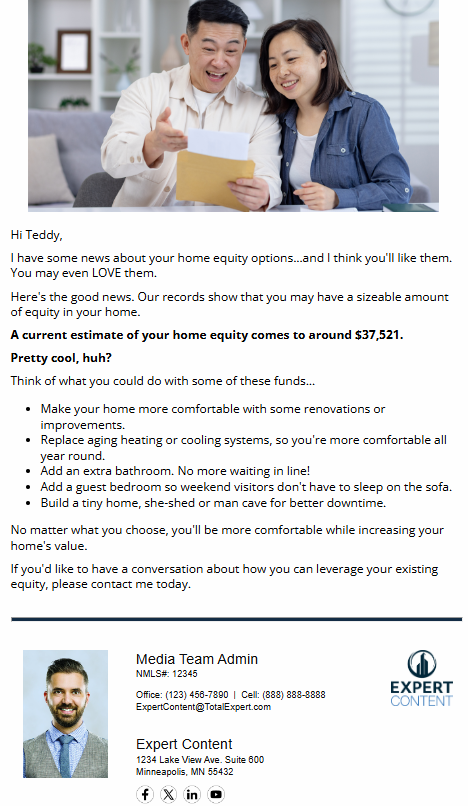 Hi Teddy,
I have some news about your home equity options...and I think you'll like them.
You may even LOVE them.
Here's the good news. Our records show that you may have a sizeable amount
of equity in your home.
A current estimate of your home equity comes to around $37,521.
Pretty cool, huh?
Think of what you could do with some of these funds...
• Make your home more comfortable with some renovations or
improvements.
• Replace aging heating or cooling systems, so you're more comfortable all
year round.
• Add an extra bathroom. No more waiting in line!
• Add a guest bedroom so weekend visitors don't have to sleep on the sofa.
• Build a tiny home, she-shed or man cave for better downtime.
No matter what you choose, you'll be more comfortable while increasing your
home's value.
If you'd like to have a conversation about how you can leverage your existing
equity, please contact me today.
Media Team Admin
NMLS#: 12345
Office: (123) 456-7890 | Cell: (888) 888-8888
ExpertContent@TotalExpert.com
Expert Content
1234 Lake View Ave. Suite 600
Minneapolis, MN 55432
EXPERT
CONTENT